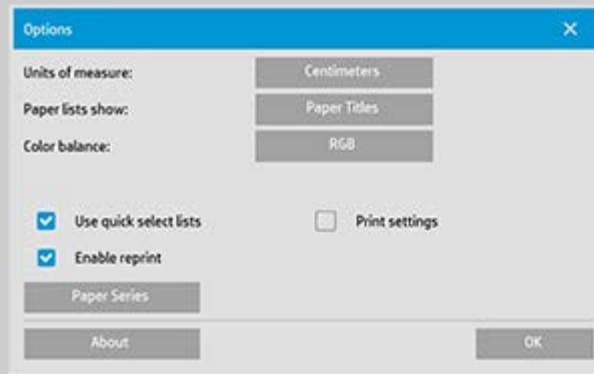 Options
Units of measure: Centimeters
Paper lists show: Paper Titles
Color balance: RGB
Use quick select lists Print settings
Enable reprint
Paper Series
About OK